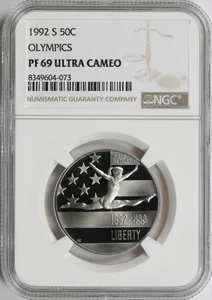 1992 S 50C
OLYMPICS
PF 69 ULTRA CAMEO
8349604-073
NUMISMATIC GUARANTY COMPANY
NGC
1992
LIBERTY